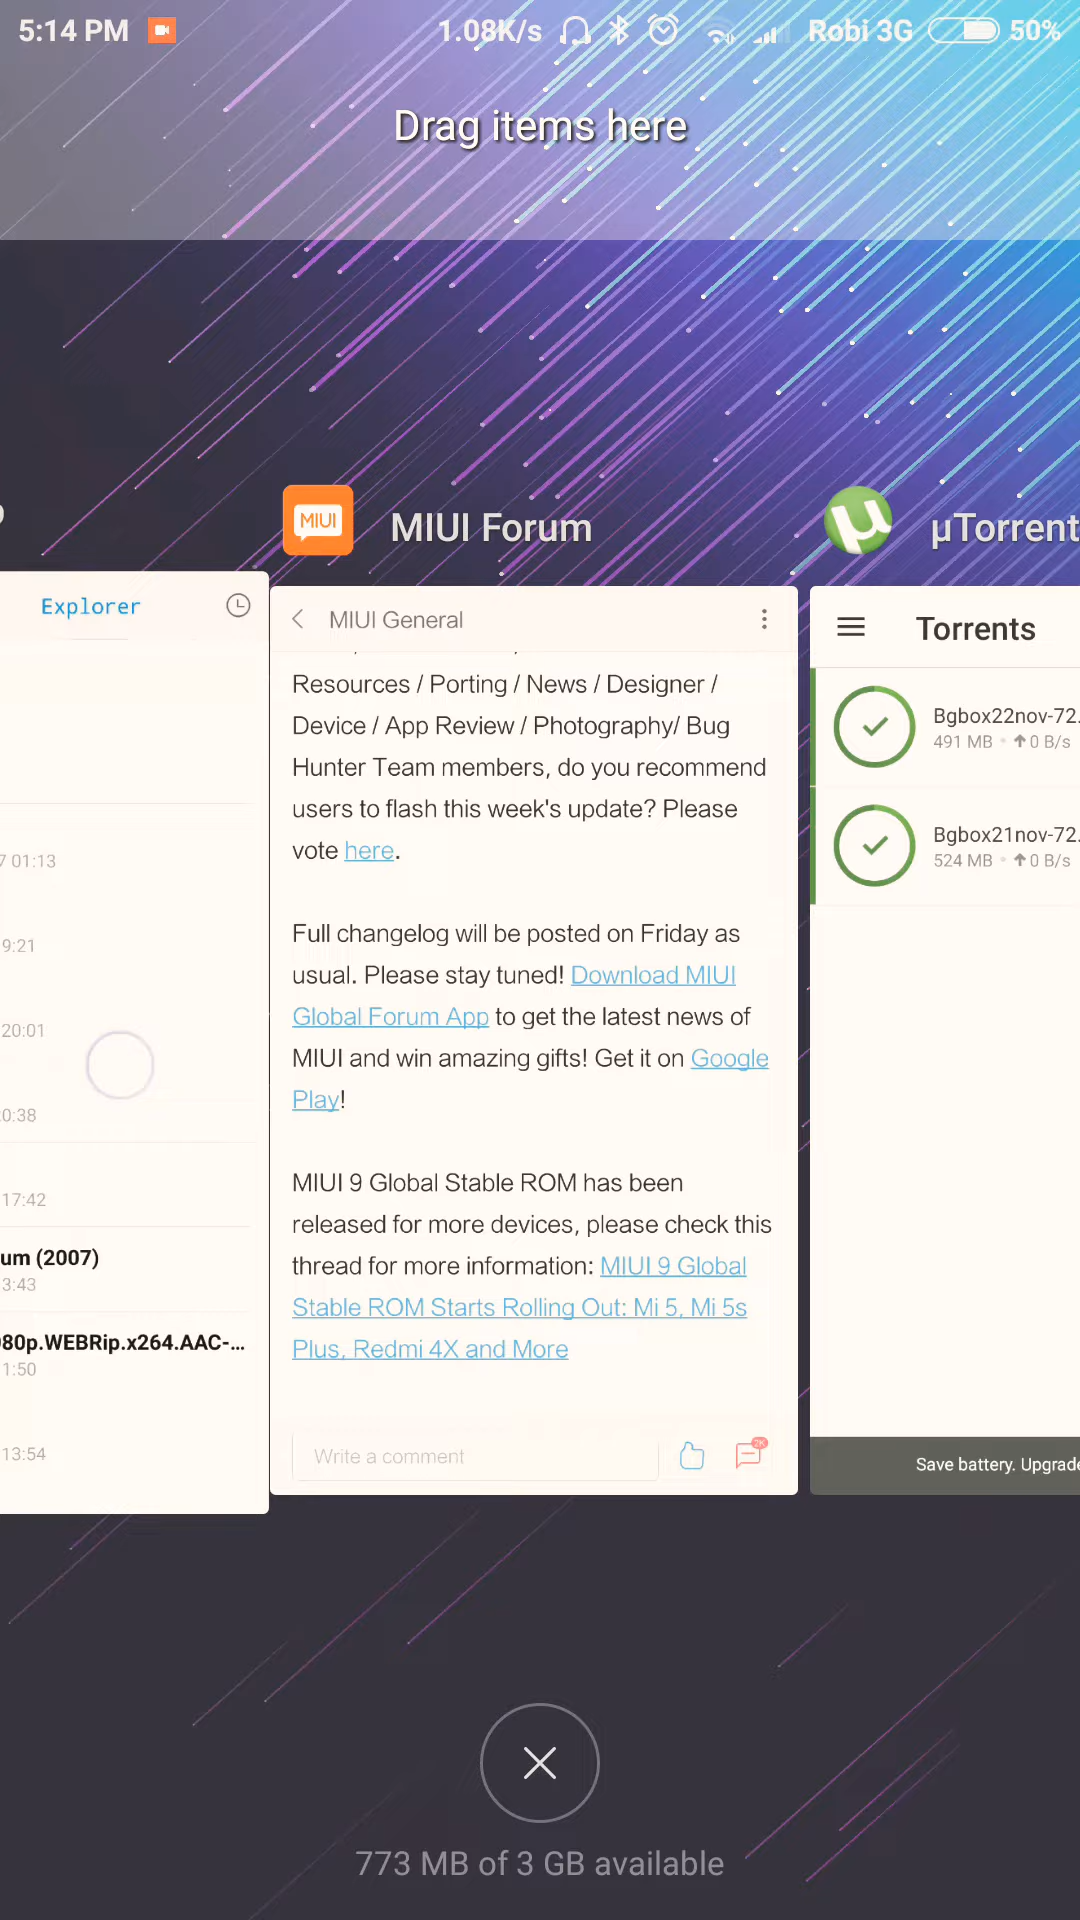 5:14 PM 1.08K/s Robi 3G 50%
Drag items here
MIUI
MIUI Forum
µTorrent
Explorer
7 01:13
9:21
20:01
0:38
17:42
um (2007)
3:43
080p.WEBRip.x264.AAC-...
1:50
13:54
MIUI General
Resources / Porting / News / Designer /
Device / App Review / Photography/ Bug
Hunter Team members, do you recommend
users to flash this week's update? Please
vote here.
Full changelog will be posted on Friday as
usual. Please stay tuned! Download MIUI
Global Forum App to get the latest news of
MIUI and win amazing gifts! Get it on Google
Play!
MIUI 9 Global Stable ROM has been
released for more devices, please check this
thread for more information: MIUI 9 Global
Stable ROM Starts Rolling Out: Mi 5, Mi 5s
Plus, Redmi 4X and More
Write a comment
2K
Torrents
Bgbox22nov-72.
491 MB • 0 B/s
Bgbox21nov-72.
524 MB • 0 B/s
Save battery. Upgrade
773 MB of 3 GB available